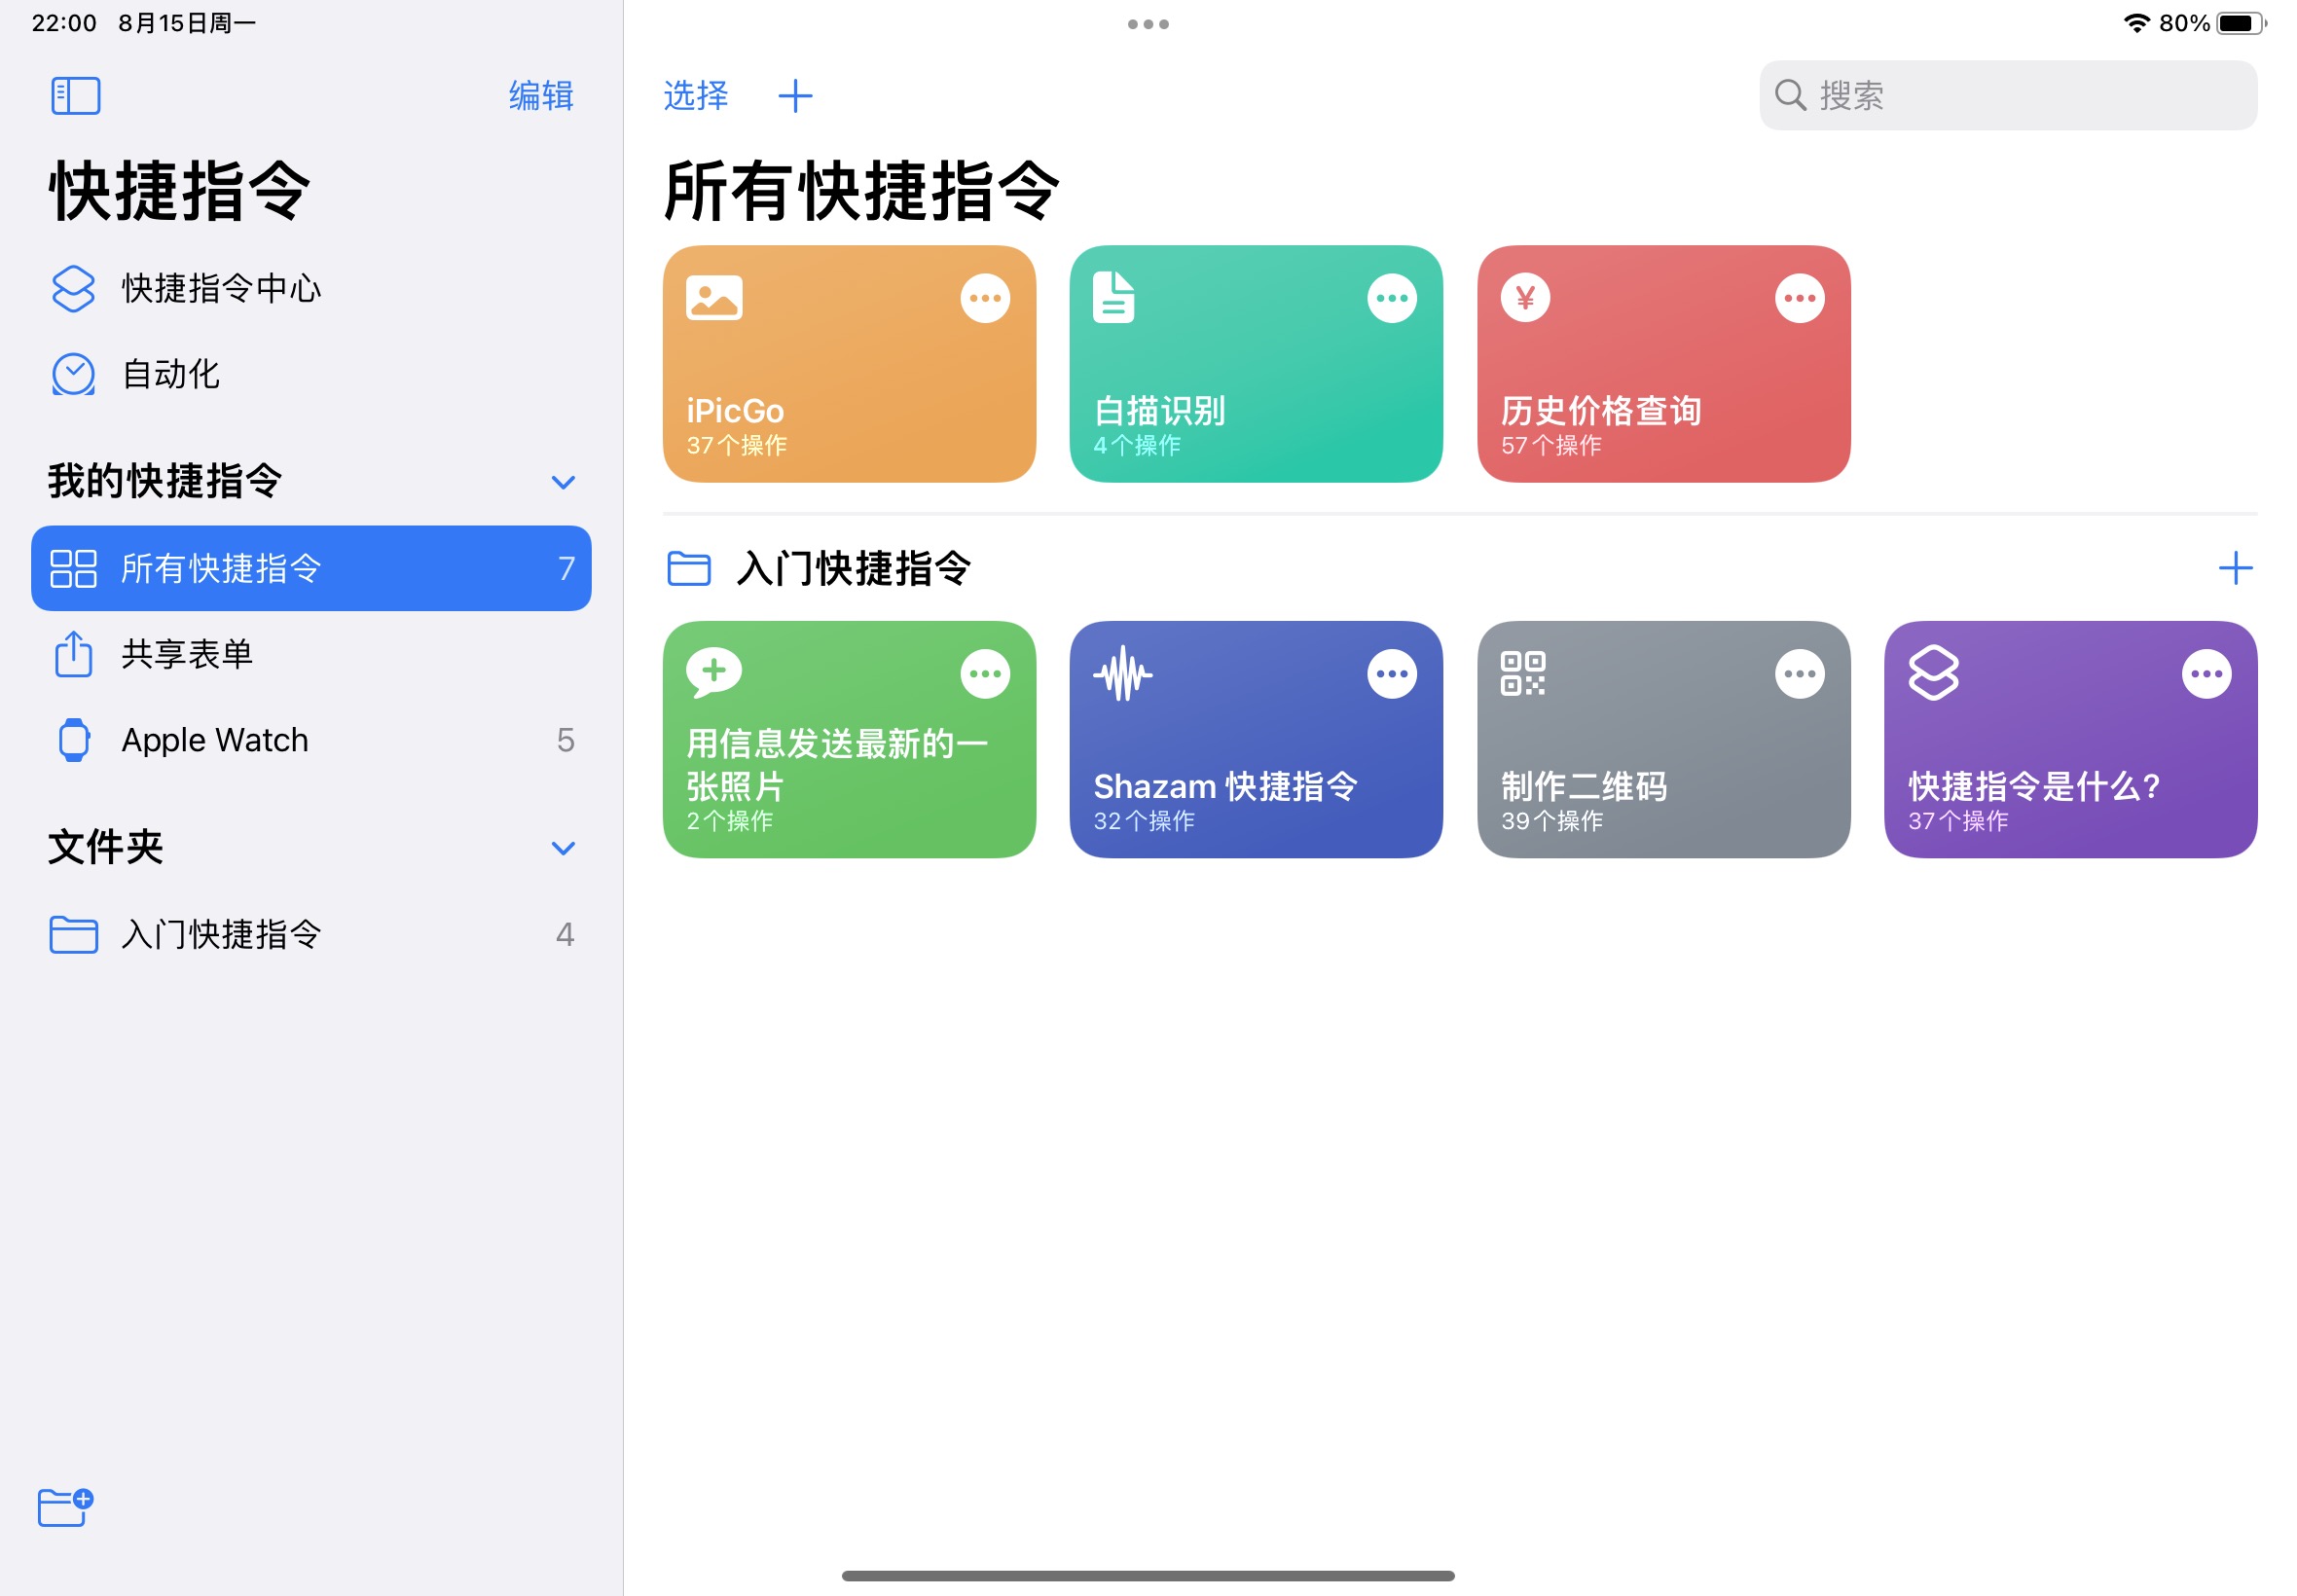 22:00 8月15日周一
80%
编辑
快捷指令
快捷指令中心
自动化
我的快捷指令
所有快捷指令 7
共享表单
Apple Watch 5
文件夹
入门快捷指令 4
选择
搜索
所有快捷指令
iPicGo
37个操作
白描识别
4个操作
¥
历史价格查询
57个操作
入门快捷指令
用信息发送最新的一
张照片
2个操作
Shazam 快捷指令
32个操作
制作二维码
39个操作
快捷指令是什么?
37个操作